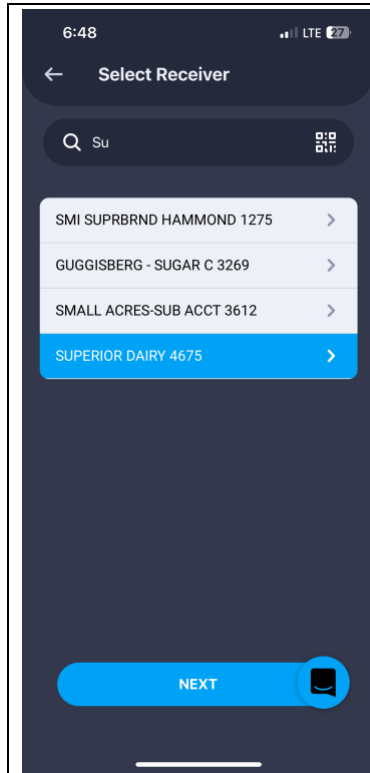 6:48 LTE 27
Select Receiver
Su
SMI SUPRBRND HAMMOND 1275
GUGGISBERG - SUGAR C 3269
SMALL ACRES-SUB ACCT 3612
SUPERIOR DAIRY 4675
NEXT